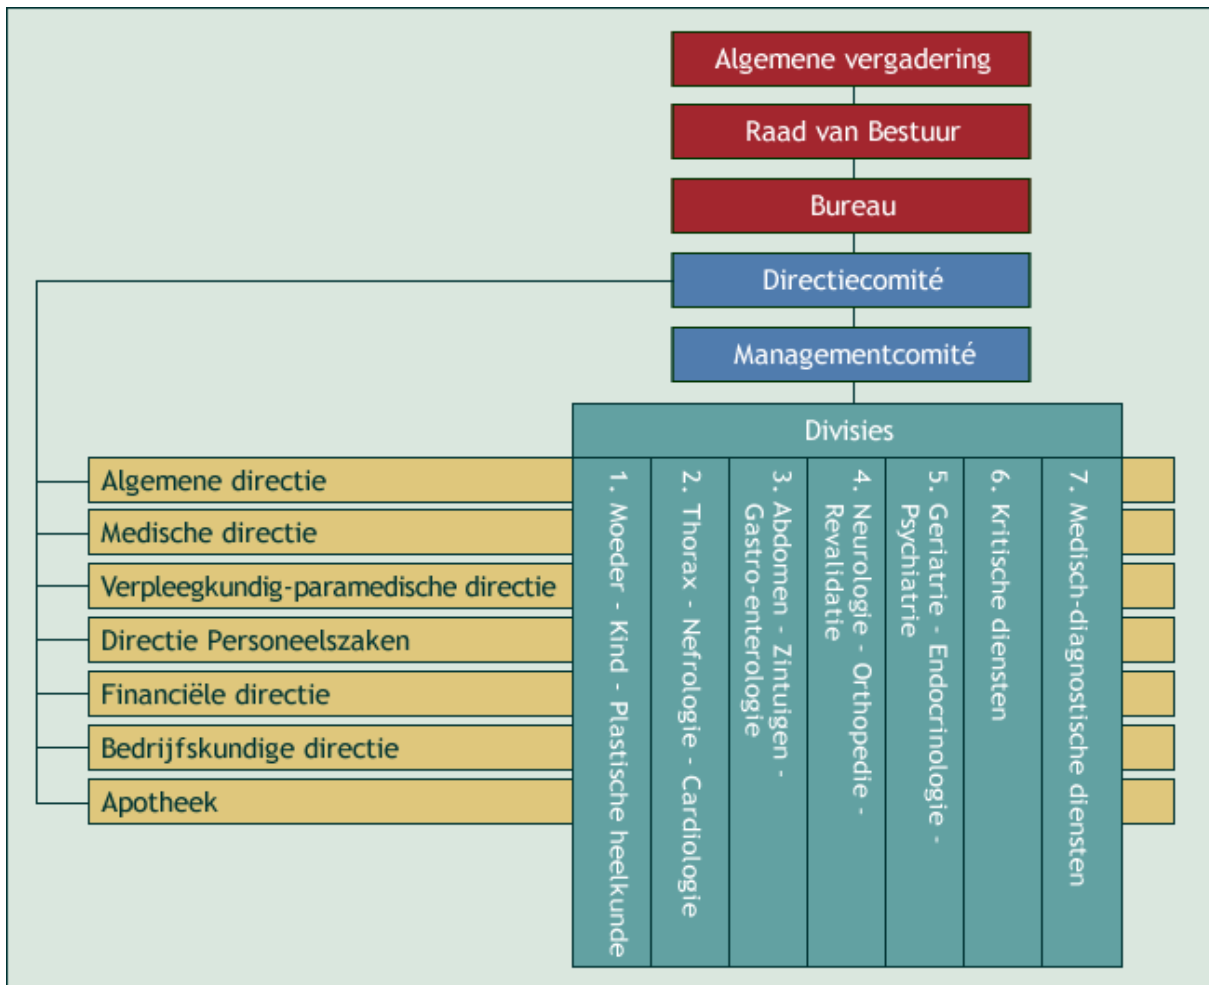 Algemene vergadering
Raad van Bestuur
Bureau
Directiecomité
Managementcomité
Divisies
Algemene directie
Medische directie
Verpleegkundig-paramedische directie
Directie Personeelszaken
Financiële directie
Bedrijfskundige directie
Apotheek
1. Moeder - Kind - Plastische heelkunde
2. Thorax - Nefrologie - Cardiologie
3. Abdomen - Zintuigen -
Gastro-enterologie
4. Neurologie - Orthopedie -
Revalidatie
5. Geriatrie - Endocrinologie -
Psychiatrie
6. Kritische diensten
7. Medisch-diagnostische diensten